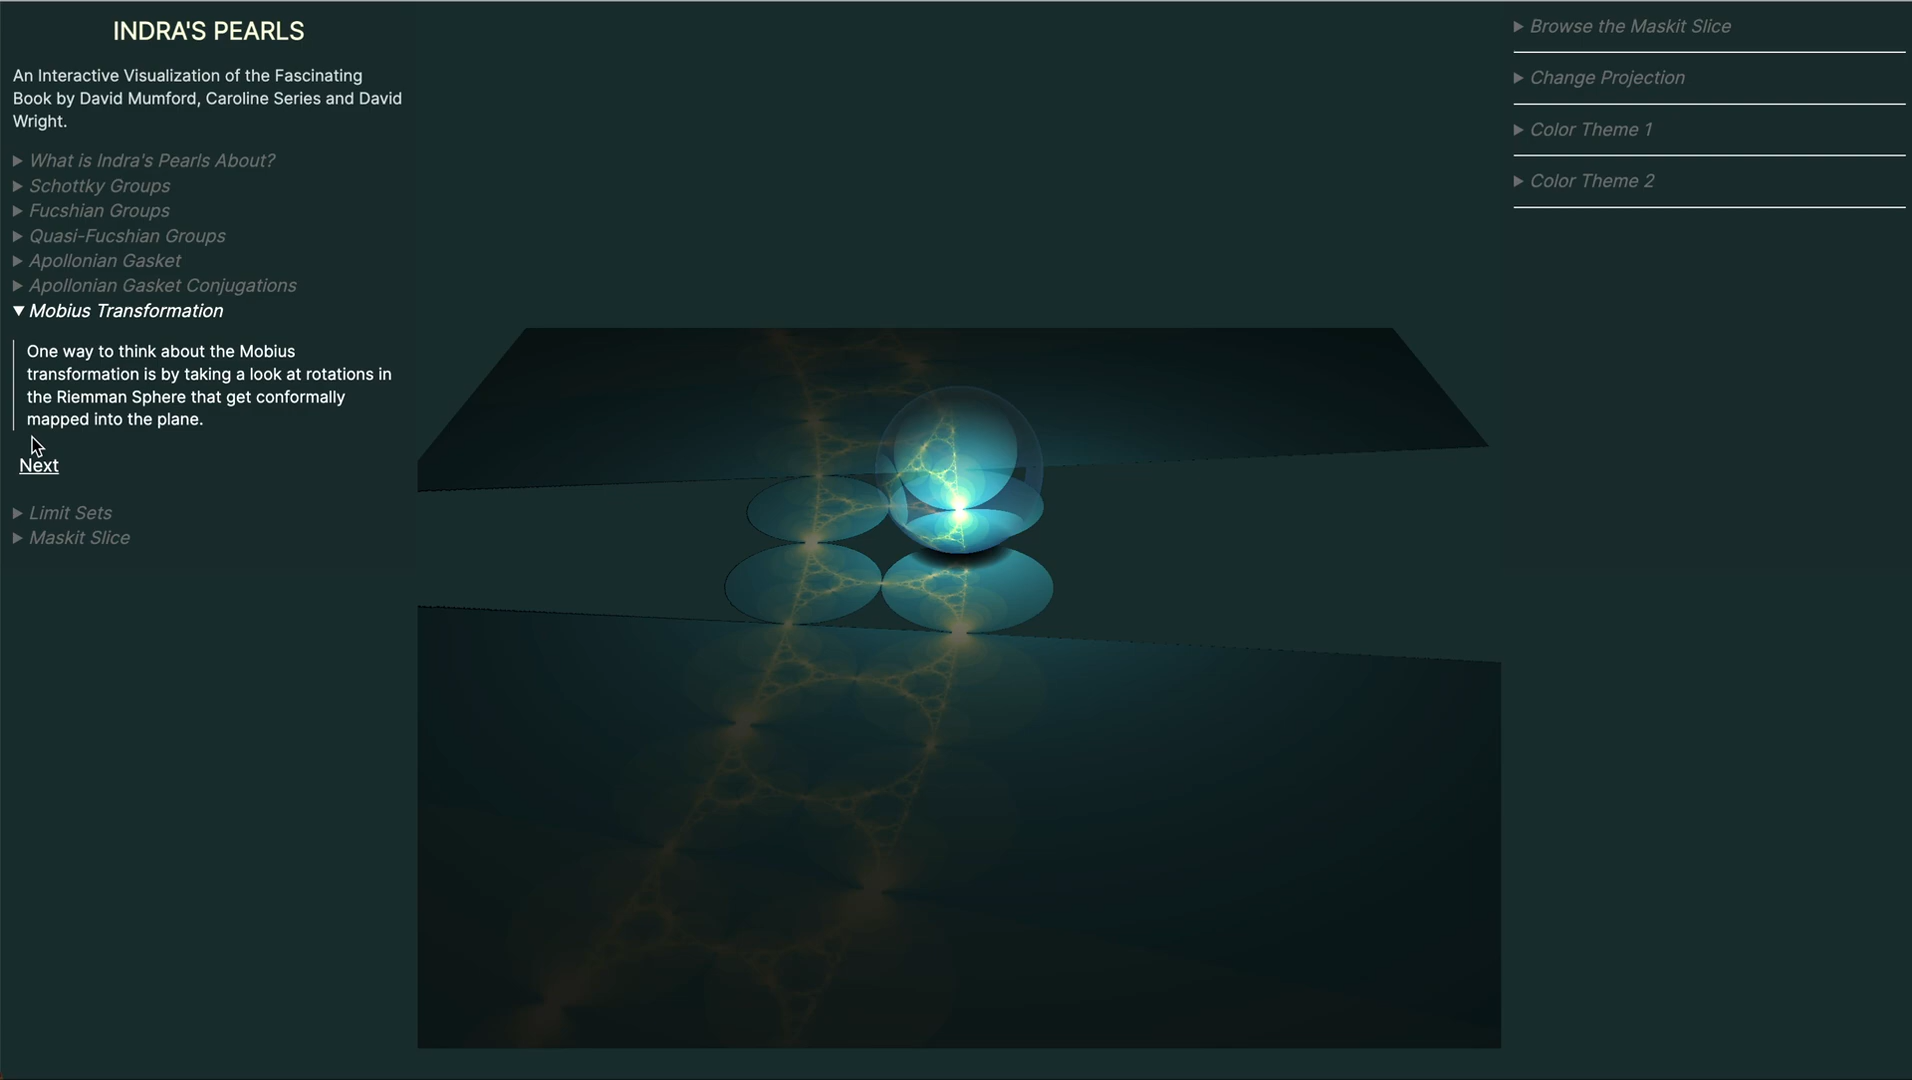 INDRA'S PEARLS
An Interactive Visualization of the Fascinating
Book by David Mumford, Caroline Series and David
Wright.
What is Indra's Pearls About?
Schottky Groups
Fucshian Groups
Quasi-Fucshian Groups
Apollonian Gasket
Apollonian Gasket Conjugations
Mobius Transformation
One way to think about the Mobius
transformation is by taking a look at rotations in
the Riemman Sphere that get conformally
mapped into the plane.
Next
Limit Sets
Maskit Slice
Browse the Maskit Slice
Change Projection
Color Theme 1
Color Theme 2